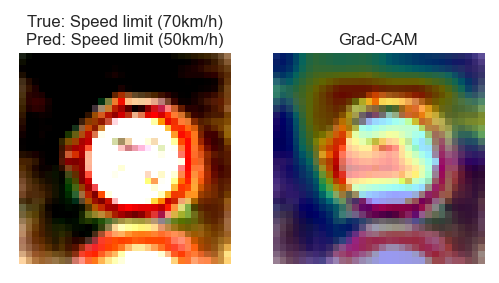 True: Speed limit (70km/h)
Pred: Speed limit (50km/h)
Grad-CAM